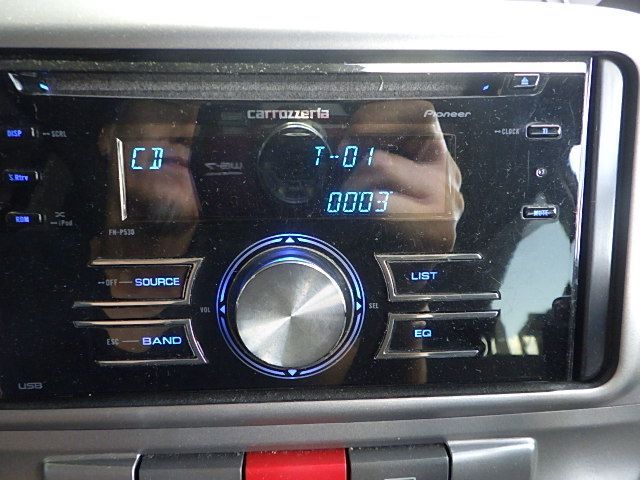 carrozzeria
Pioneer
DISP SCRL
CLOCK
CD T-01
0003
S.Rtrv
RDM iPod
MUTE
FH-P530
OFF SOURCE
LIST
VOL
SEL
ESC BAND
EQ
USB